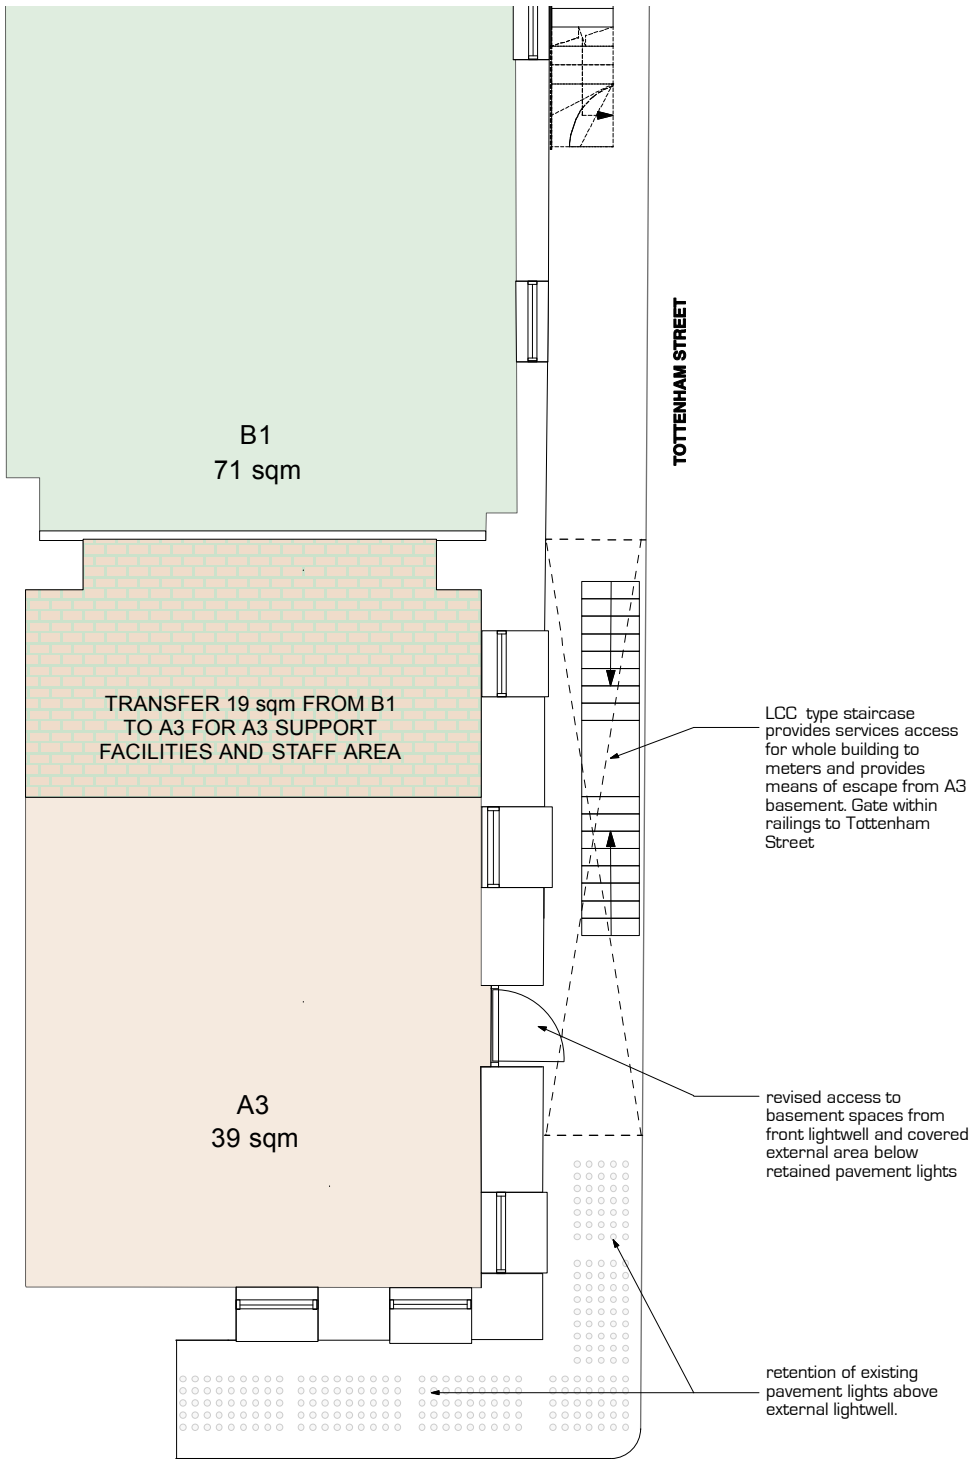 TOTTENHAM STREET
B1
71 sqm
TRANSFER 19 sqm FROM B1
TO A3 FOR A3 SUPPORT
FACILITIES AND STAFF AREA
LCC type staircase
provides services access
for whole building to
meters and provides
means of escape from A3
basement. Gate within
railings to Tottenham
Street
A3
39 sqm
revised access to
basement spaces from
front lightwell and covered
external area below
retained pavement lights
retention of existing
pavement lights above
external lightwell.